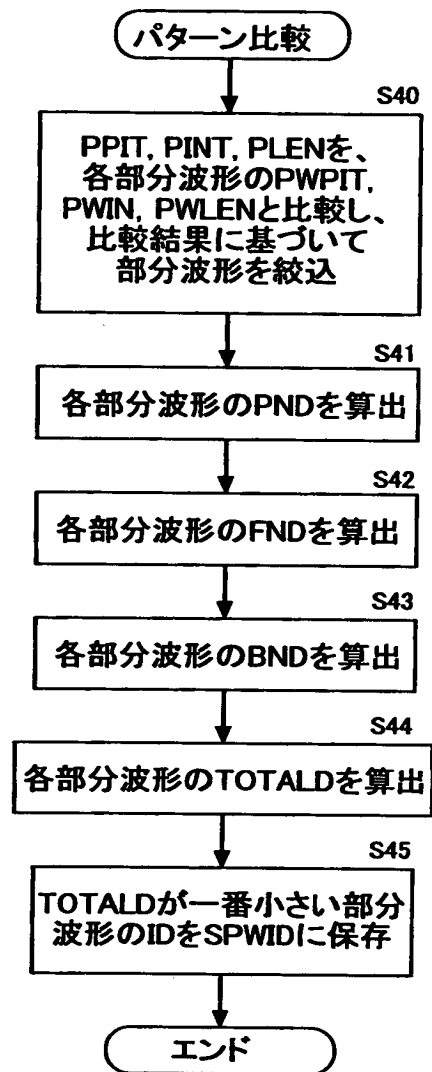 パターン比較
S40
PPIT, PINT, PLENを、
各部分波形のPWPIT,
PWIN, PWLENと比較し、
比較結果に基づいて
部分波形を絞込
S41
各部分波形のPNDを算出
S42
各部分波形のFNDを算出
S43
各部分波形のBNDを算出
S44
各部分波形のTOTALDを算出
S45
TOTALDが一番小さい部分
波形のIDをSPWIDに保存
エンド